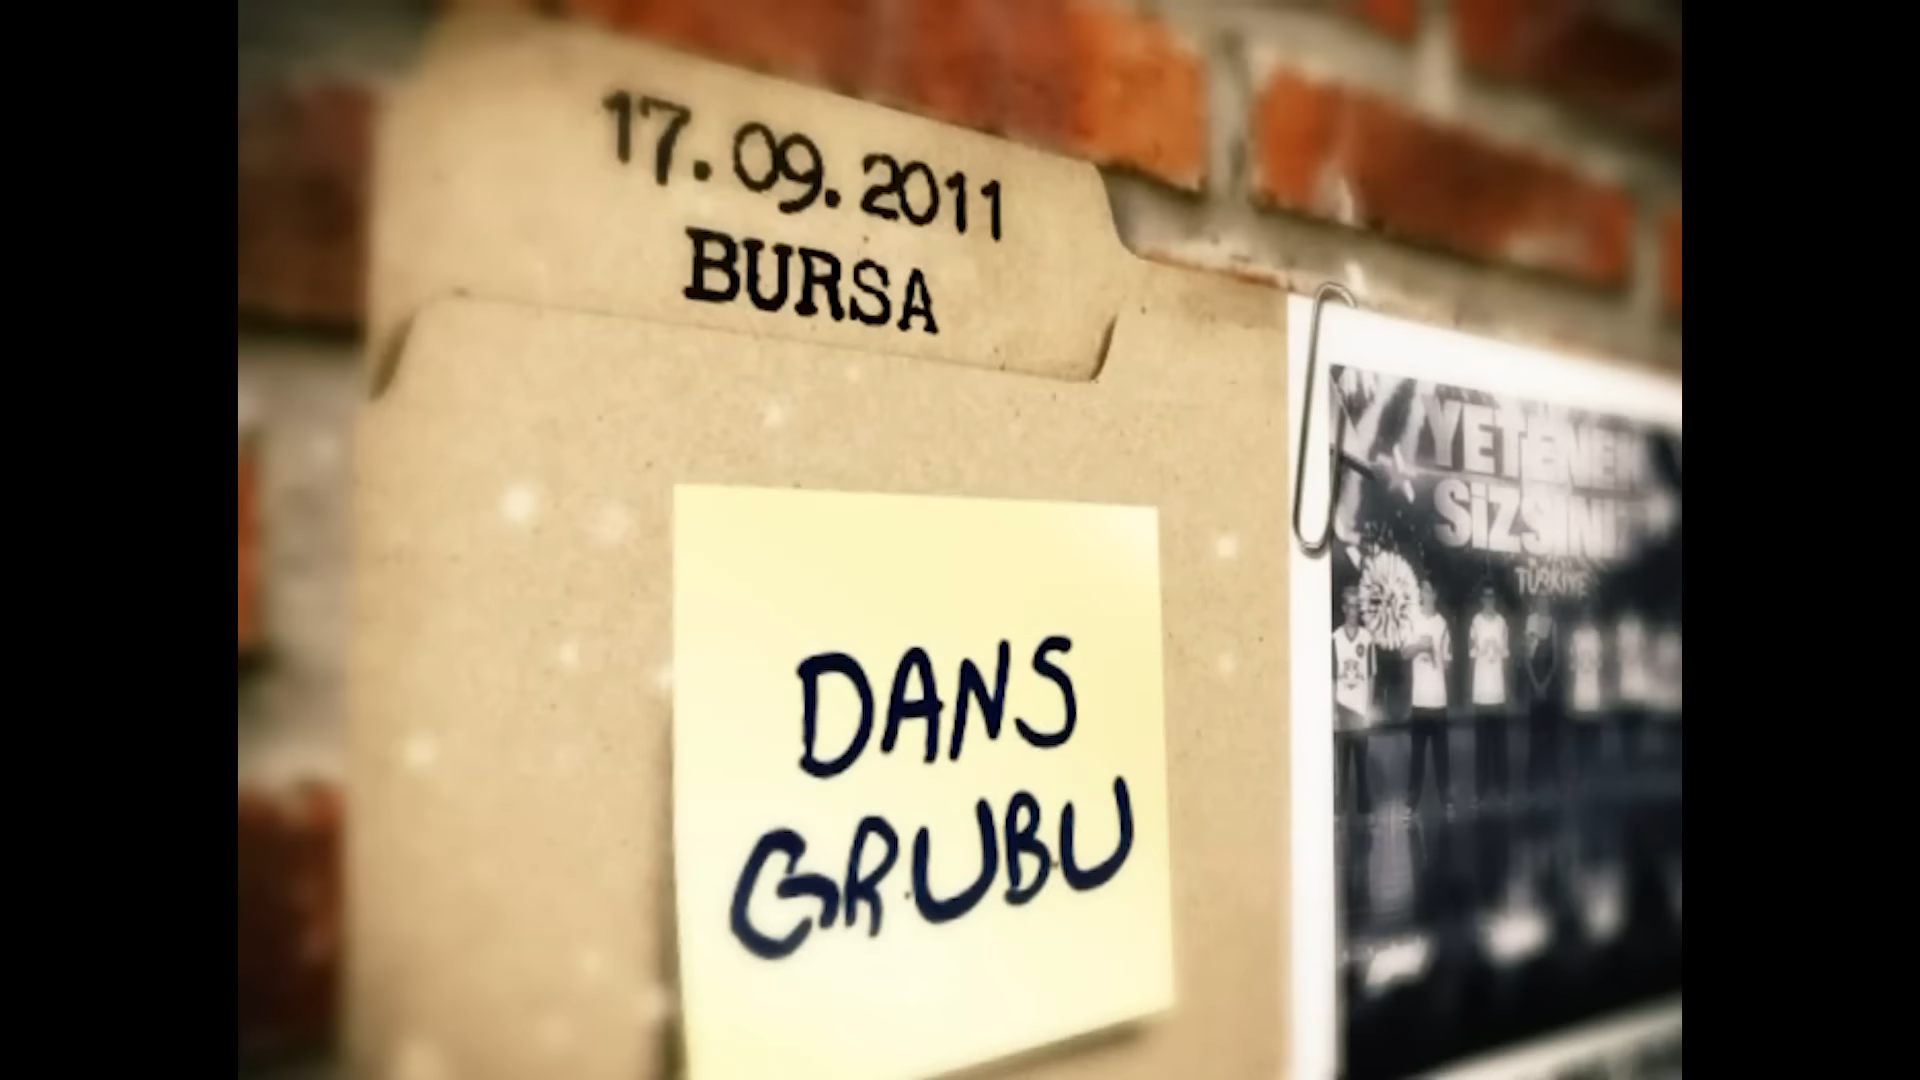 17.09.2011
BURSA
DANS
GRUBU
YETENEK
SİZSİNİZ
TÜRKİYE